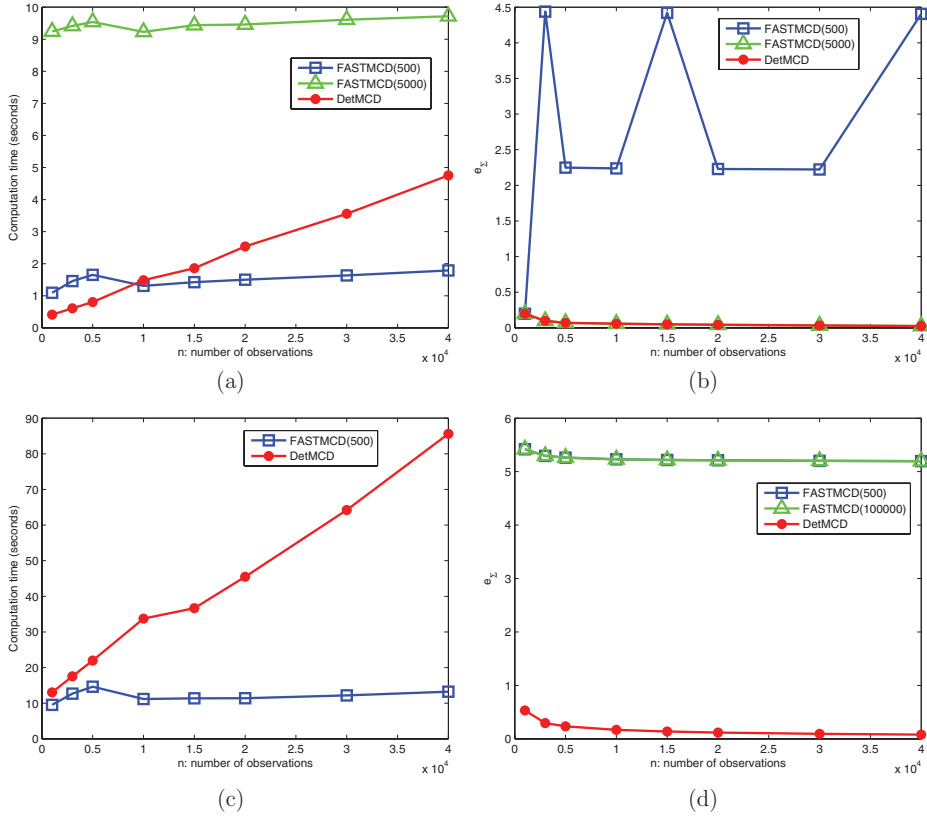 10
9
8
7
6
5
4
3
2
1
0
Computation time (seconds)
FASTMCD(500)
FASTMCD(5000)
DetMCD
0 0.5 1 1.5 2 2.5 3 3.5 4
n: number of observations
x 10^4
(a)
4.5
4
3.5
3
2.5
2
1.5
1
0.5
0
e_Σ
FASTMCD(500)
FASTMCD(5000)
DetMCD
0 0.5 1 1.5 2 2.5 3 3.5 4
n: number of observations
x 10^4
(b)
90
80
70
60
50
40
30
20
10
0
Computation time (seconds)
FASTMCD(500)
DetMCD
0 0.5 1 1.5 2 2.5 3 3.5 4
n: number of observations
x 10^4
(c)
6
5
4
3
2
1
0
e_Σ
FASTMCD(500)
FASTMCD(100000)
DetMCD
0 0.5 1 1.5 2 2.5 3 3.5 4
n: number of observations
x 10^4
(d)